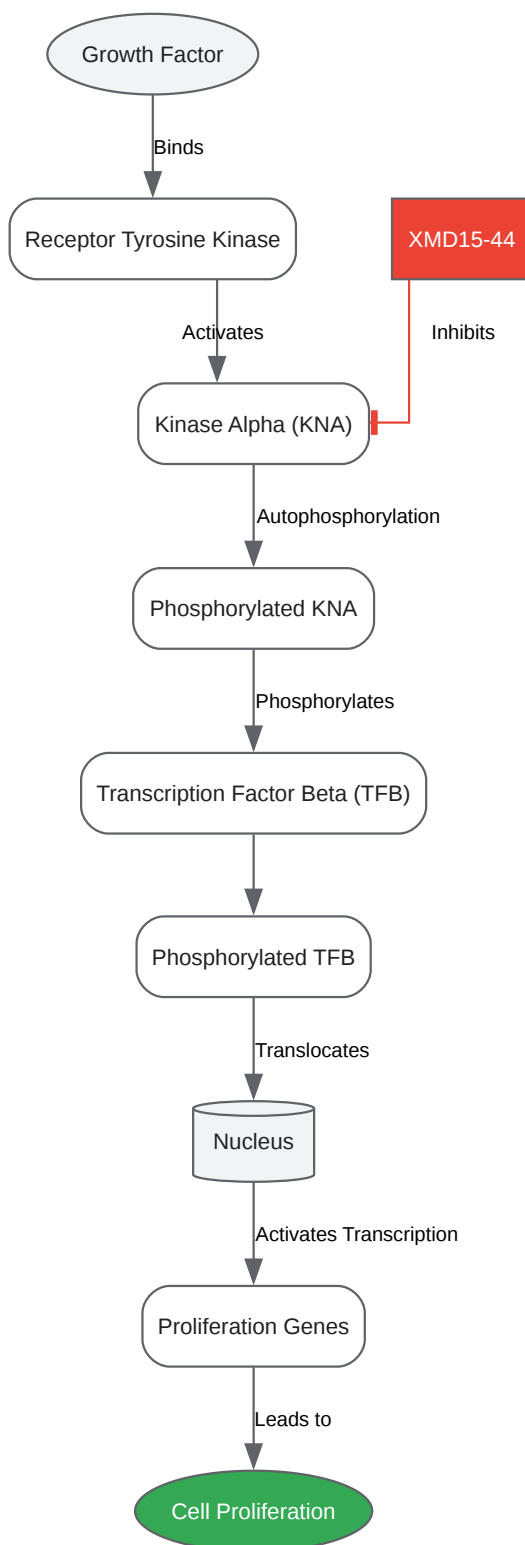 Growth Factor
Binds
Receptor Tyrosine Kinase
XMD15-44
Activates
Inhibits
Kinase Alpha (KNA)
Autophosphorylation
Phosphorylated KNA
Phosphorylates
Transcription Factor Beta (TFB)
Phosphorylated TFB
Translocates
Nucleus
Activates Transcription
Proliferation Genes
Leads to
Cell Proliferation